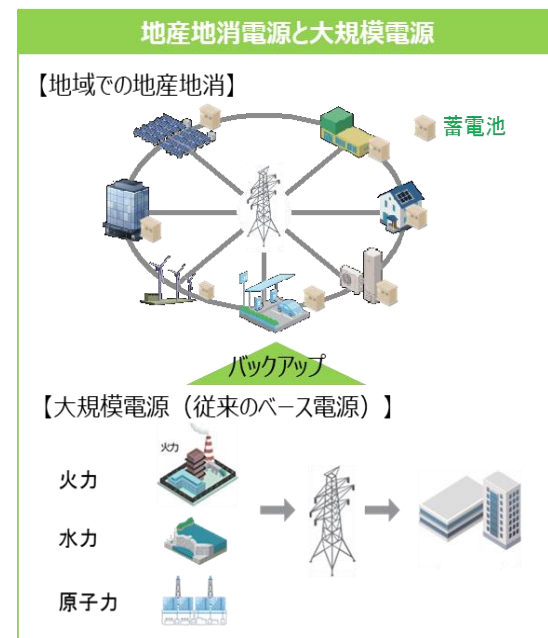 地産地消電源と大規模電源
【地域での地産地消】
蓄電池
バックアップ
【大規模電源（従来のベース電源）】
火力
火力
水力
原子力